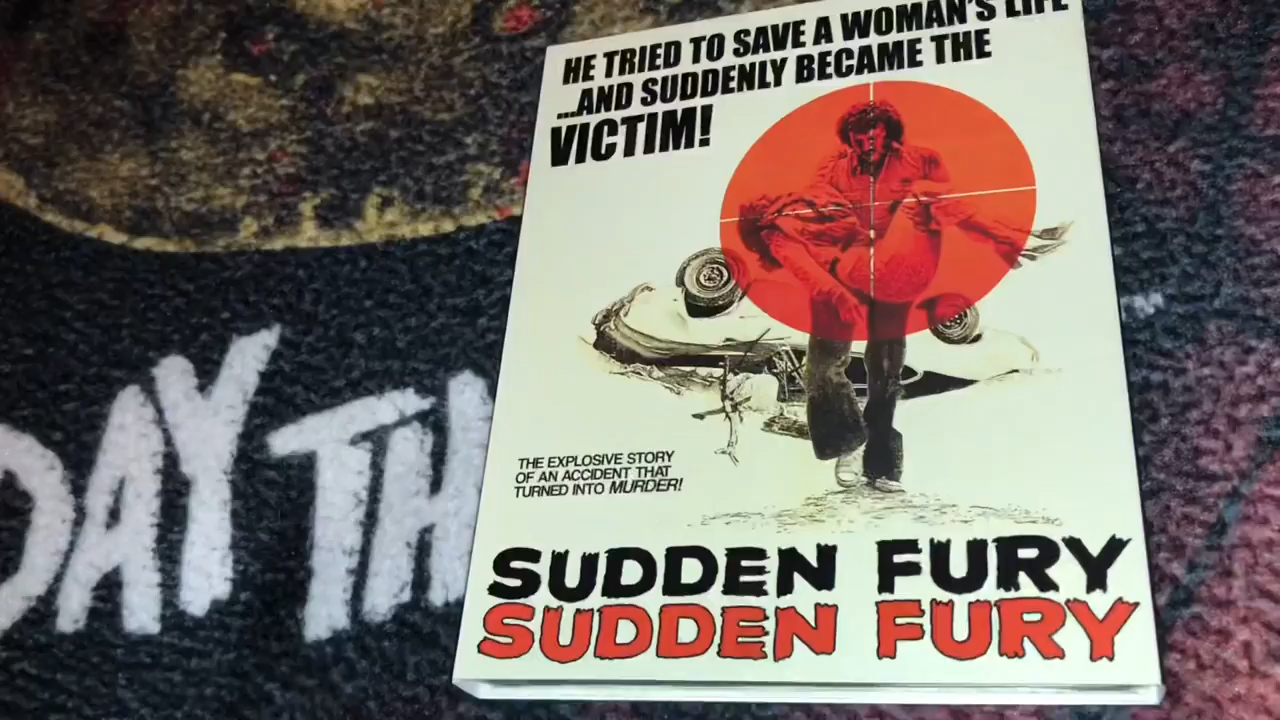 HE TRIED TO SAVE A WOMAN'S LIFE
...AND SUDDENLY BECAME THE
VICTIM!
THE EXPLOSIVE STORY
OF AN ACCIDENT THAT
TURNED INTO MURDER!
SUDDEN FURY
SUDDEN FURY
DAY TH